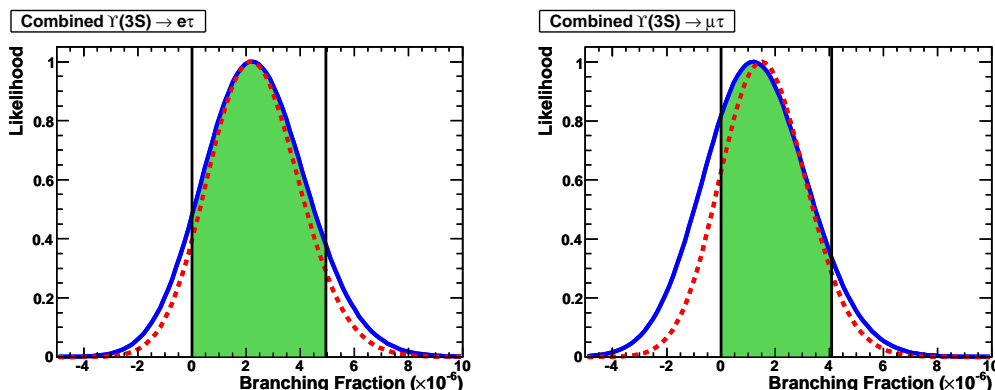 Combined ϒ(3S) → eτ
Likelihood
1
0.8
0.6
0.4
0.2
0
-4 -2 0 2 4 6 8 10
Branching Fraction (×10⁻⁶)
Combined ϒ(3S) → μτ
Likelihood
1
0.8
0.6
0.4
0.2
0
-4 -2 0 2 4 6 8 10
Branching Fraction (×10⁻⁶)